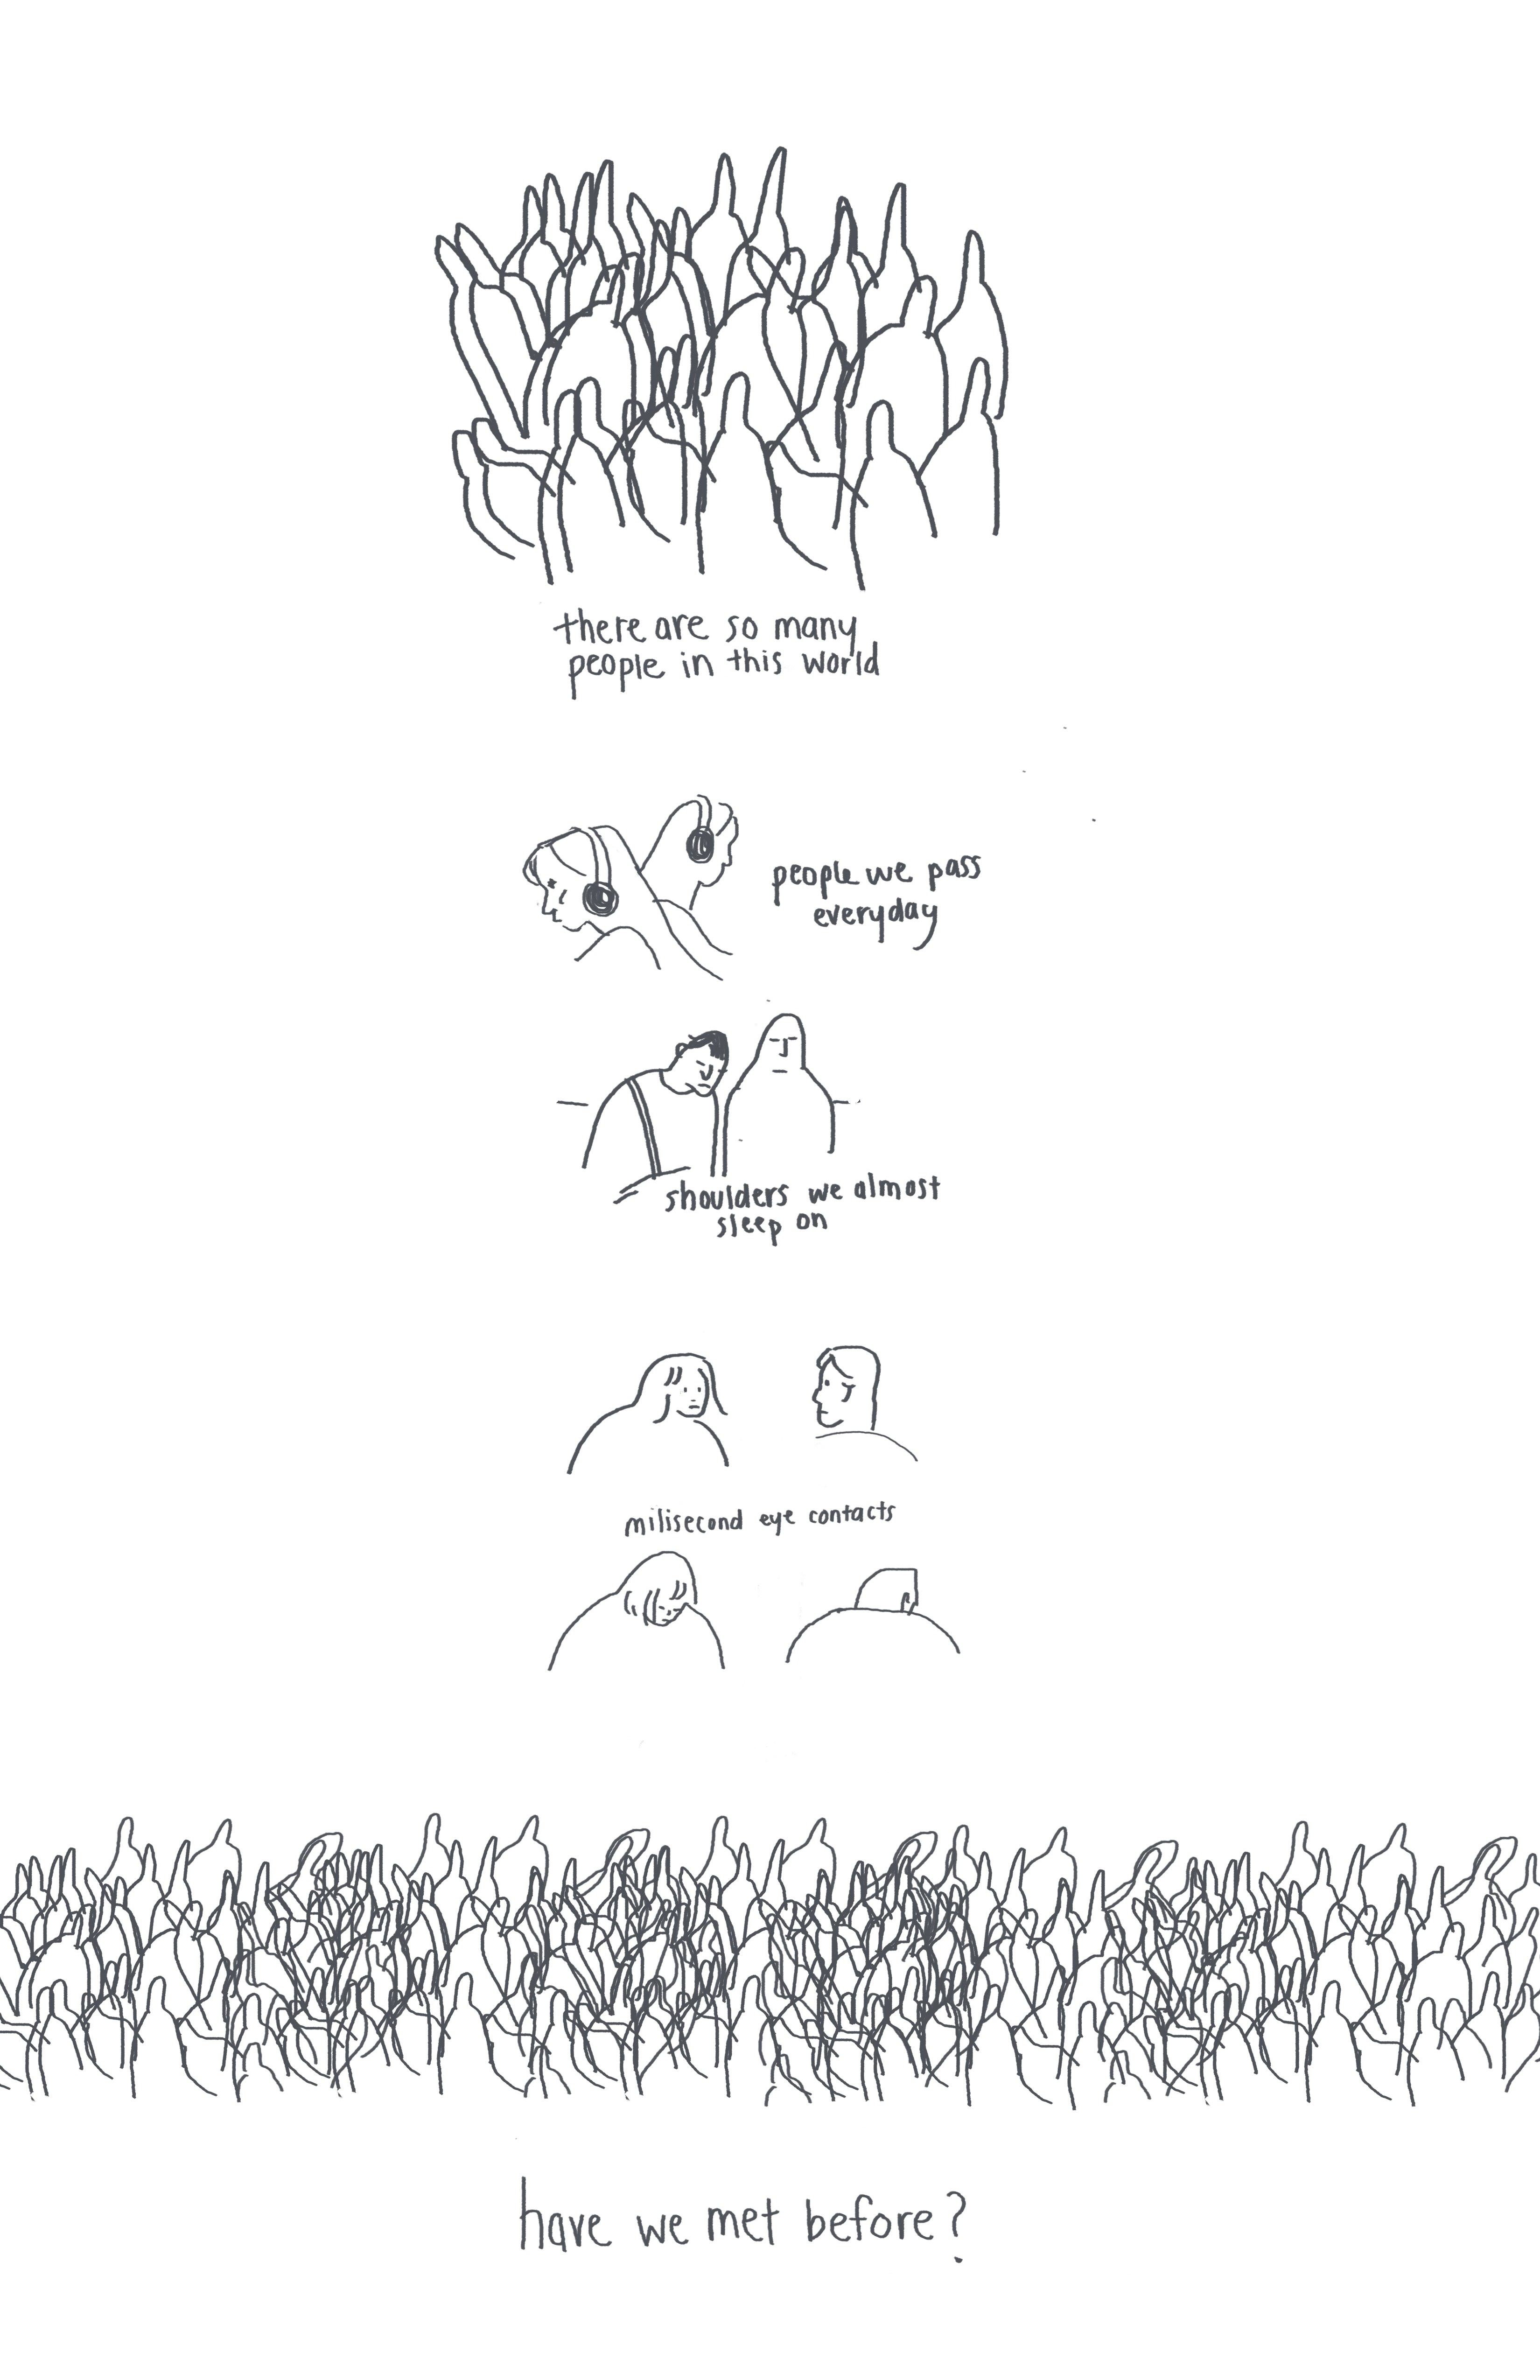 there are so many
people in this world
people we pass
everyday
shoulders we almost
sleep on
milisecond eye contacts
have we met before?